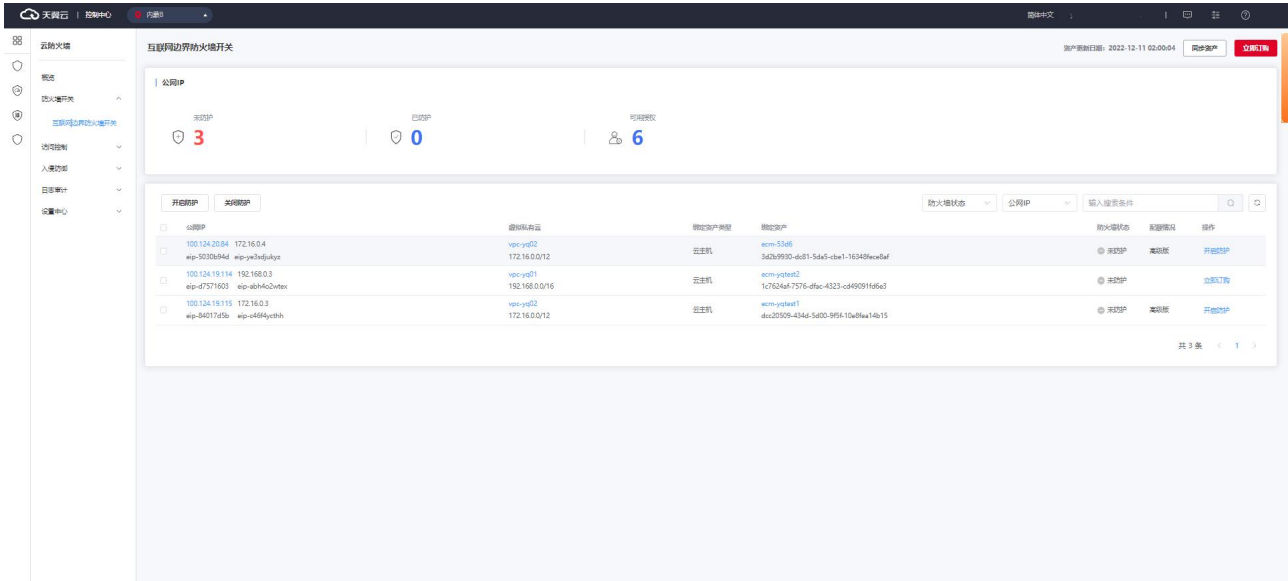 天翼云 | 控制中心 内蒙8 简体中文
云防火墙
概览
防火墙开关
互联网边界防火墙开关
访问控制
入侵防御
日志审计
设置中心
互联网边界防火墙开关 资产更新日期：2022-12-11 02:00:04 同步资产 立即订购
公网IP
未防护 已防护 可用授权
3 0 6
开启防护 关闭防护 防火墙状态 公网IP 输入搜索条件
公网IP 虚拟私有云 绑定资产类型 绑定资产 防火墙状态 配额情况 操作
100.124.20.84 172.16.0.4 vpc-yq02 云主机 ecm-53d6 未防护 高级版 开启防护
eip-5030b94d eip-ye3sdjukyz 172.16.0.0/12 3d2b9930-dc81-5da5-cbe1-16348fece8af
100.124.19.114 192.168.0.3 vpc-yq01 云主机 ecm-yqtest2 未防护 立即订购
eip-d7571603 eip-abh4o2wtex 192.168.0.0/16 1c7624af-7576-dfac-4323-cd49091fd6e3
100.124.19.115 172.16.0.3 vpc-yq02 云主机 ecm-yqtest1 未防护 高级版 开启防护
eip-84017d5b eip-c46f4ycthh 172.16.0.0/12 dcc20509-434d-5d00-9f5f-10e8fea14b15
共 3 条 1